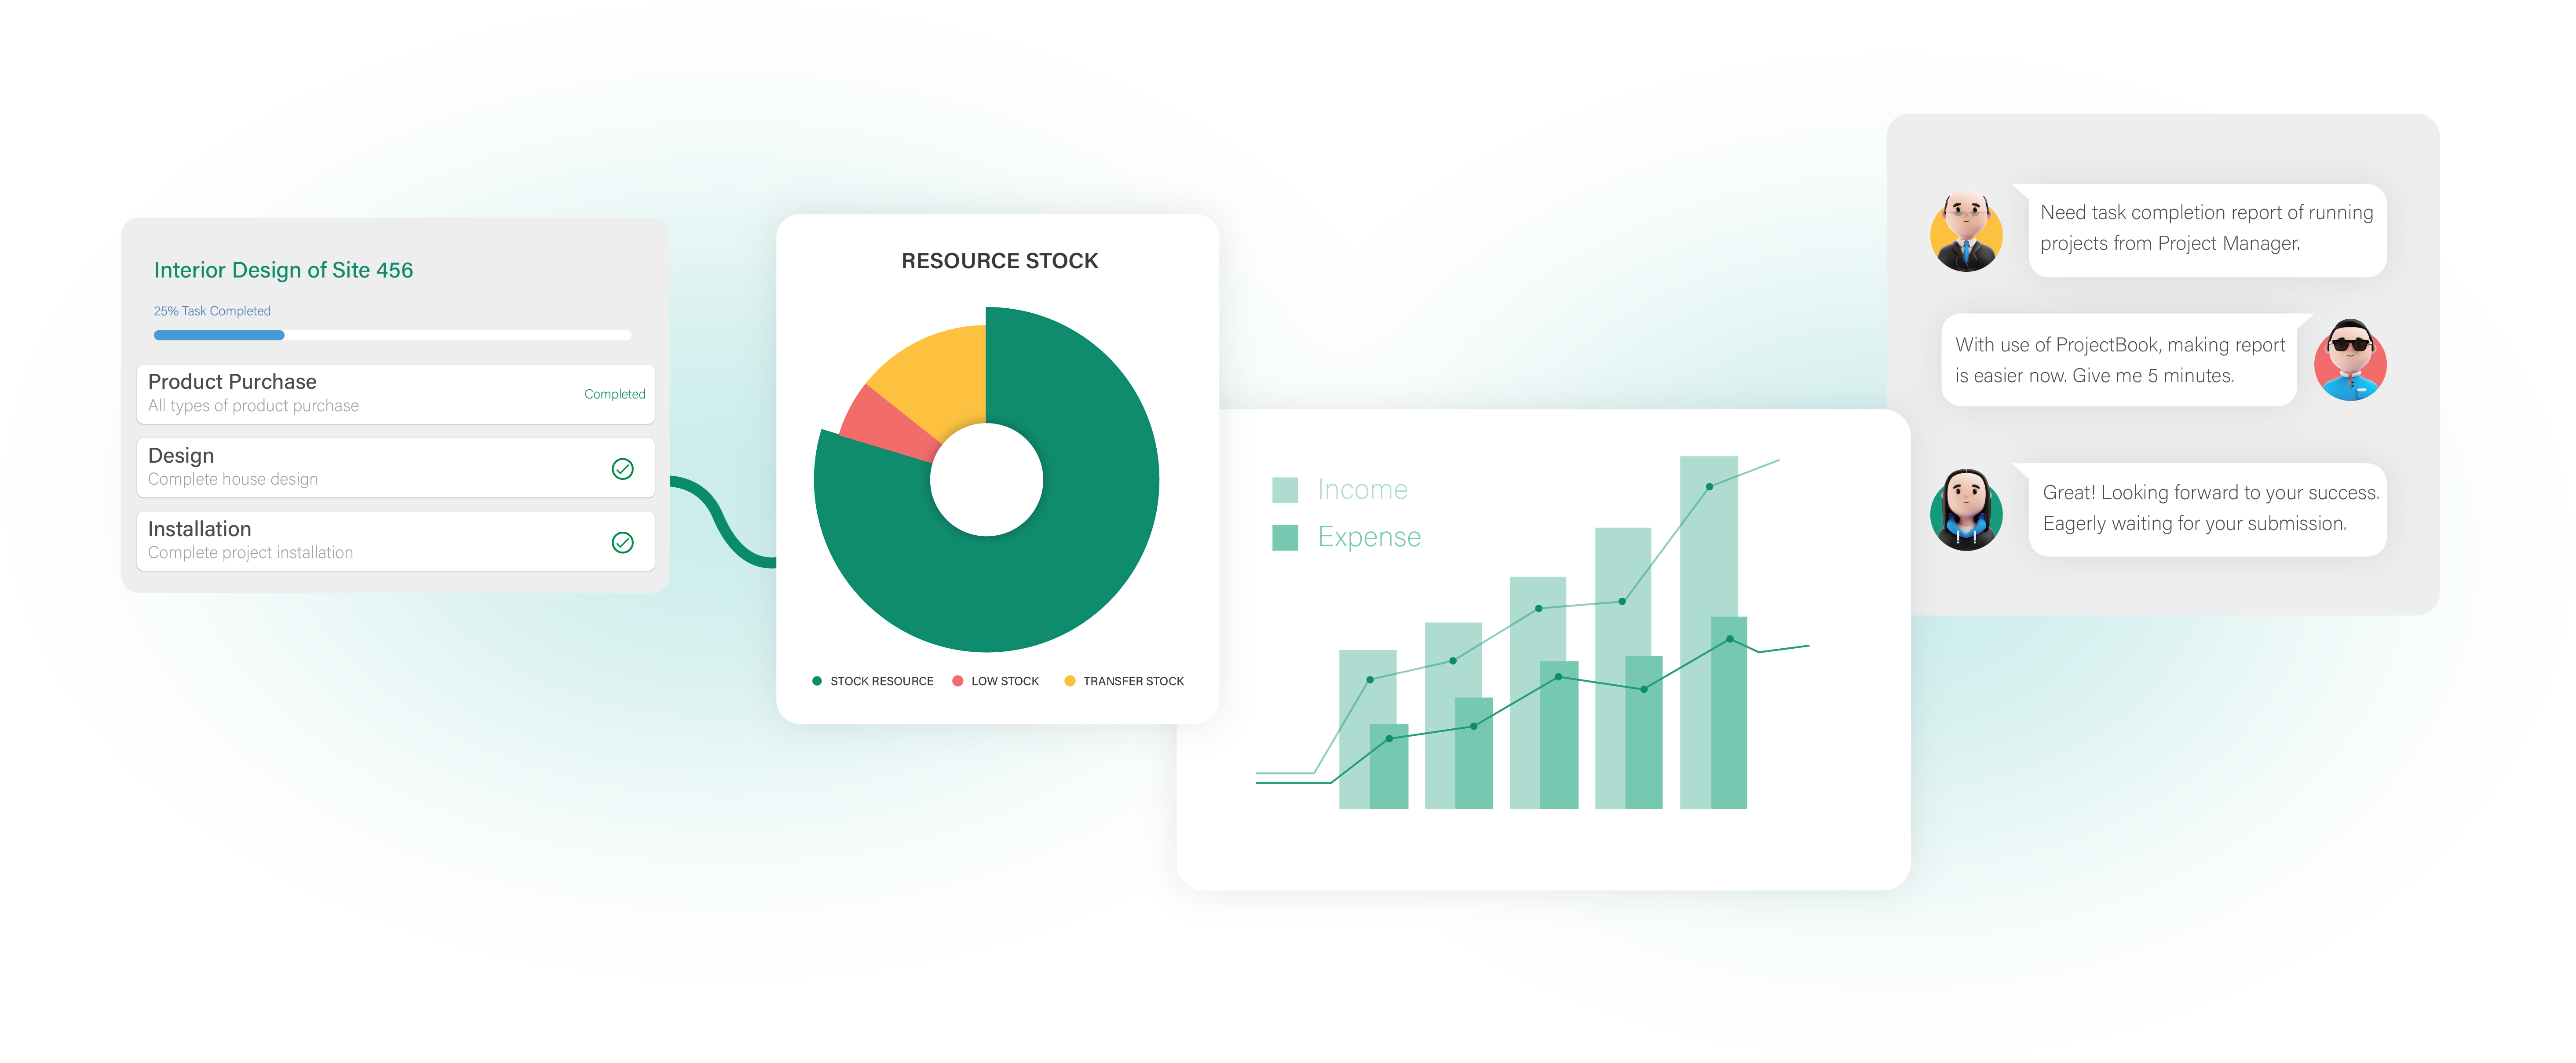 Interior Design of Site 456
25% Task Completed
Product Purchase
All types of product purchase
Completed
Design
Complete house design
Installation
Complete project installation
RESOURCE STOCK
STOCK RESOURCE
LOW STOCK
TRANSFER STOCK
Income
Expense
Need task completion report of running
projects from Project Manager.
With use of ProjectBook, making report
is easier now. Give me 5 minutes.
Great! Looking forward to your success.
Eagerly waiting for your submission.